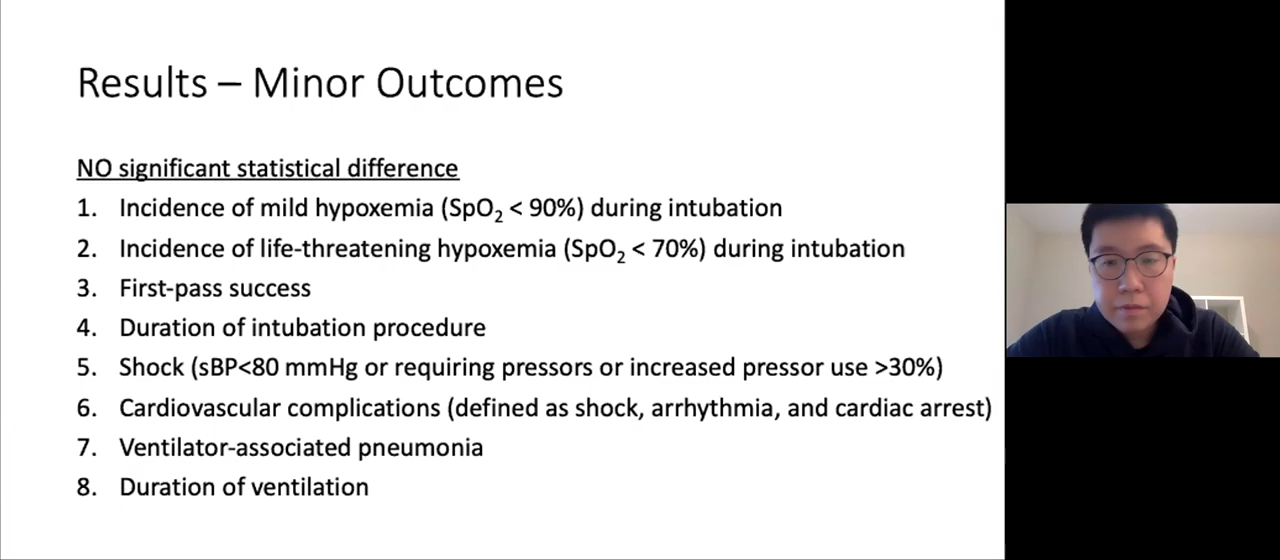 Results – Minor Outcomes
NO significant statistical difference
1. Incidence of mild hypoxemia (SpO₂ < 90%) during intubation
2. Incidence of life-threatening hypoxemia (SpO₂ < 70%) during intubation
3. First-pass success
4. Duration of intubation procedure
5. Shock (sBP<80 mmHg or requiring pressors or increased pressor use >30%)
6. Cardiovascular complications (defined as shock, arrhythmia, and cardiac arrest)
7. Ventilator-associated pneumonia
8. Duration of ventilation